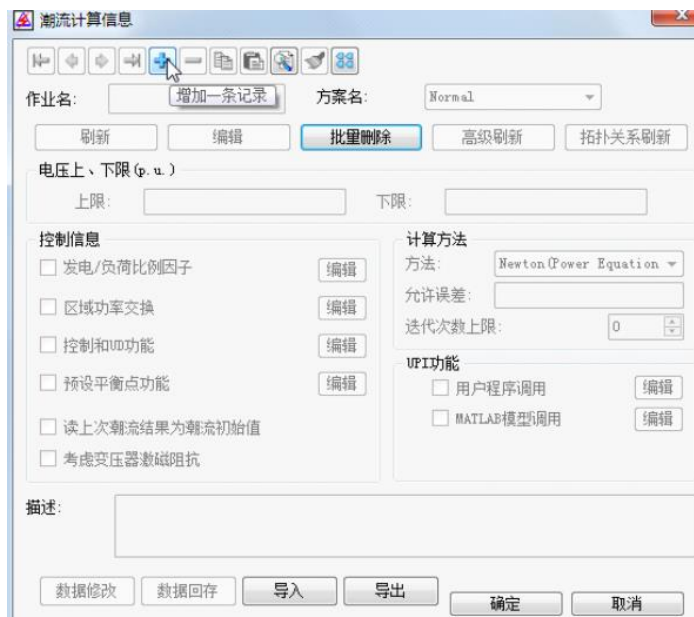 潮流计算信息
作业名:
增加一条记录
方案名:
Normal
刷新
编辑
批里删除
高级刷新
拓扑关系刷新
电压上、下限(p.u.)
上限:
下限:
控制信息
发电/负荷比例因子
编辑
区域功率交换
编辑
控制和UD功能
编辑
预设平衡点功能
编辑
读上次潮流结果为潮流初始值
考虑变压器激磁阻抗
计算方法
方法:
Newton(Power Equation
允许误差:
迭代次数上限:
0
UPI功能
用户程序调用
编辑
MATLAB模型调用
编辑
描述:
数据修改
数据回存
导入
导出
确定
取消